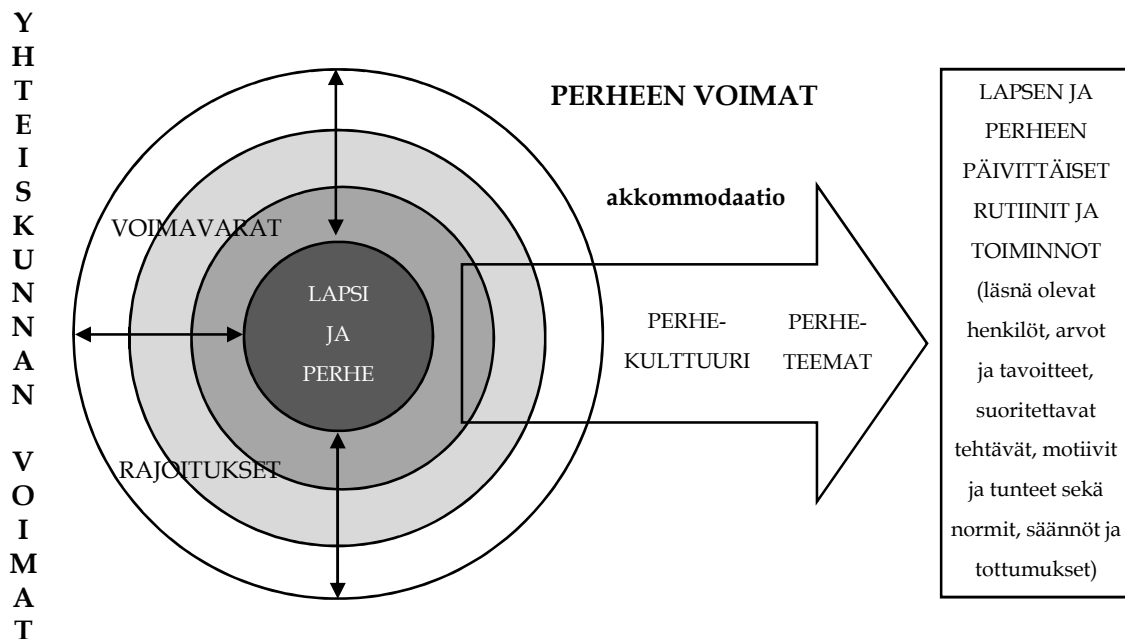 YHTEISKUNNAN VOIMAT
PERHEEN VOIMAT
akkommodaatio
VOIMAVARAT
RAJOITUKSET
LAPSI
JA
PERHE
PERHE-
KULTTUURI
PERHE-
TEEMAT
LAPSEN JA
PERHEEN
PÄIVITTÄISET
RUTIINIT JA
TOIMINNOT
(läsnä olevat
henkilöt, arvot
ja tavoitteet,
suoritettavat
tehtävät, motiivit
ja tunteet sekä
normit, säännöt ja
tottumukset)